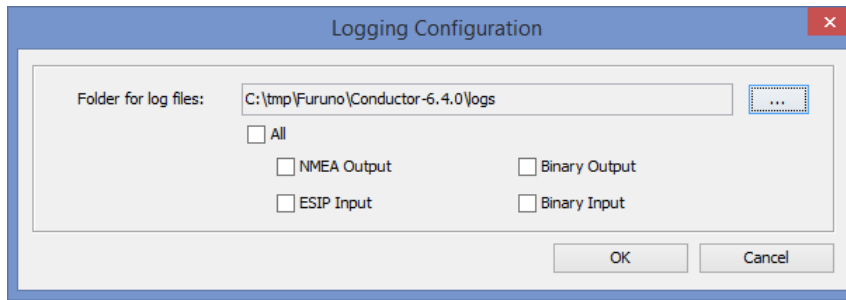 Logging Configuration
×
Folder for log files: C:\tmp\Furuno\Conductor-6.4.0\logs ...
All
NMEA Output Binary Output
ESIP Input Binary Input
OK Cancel